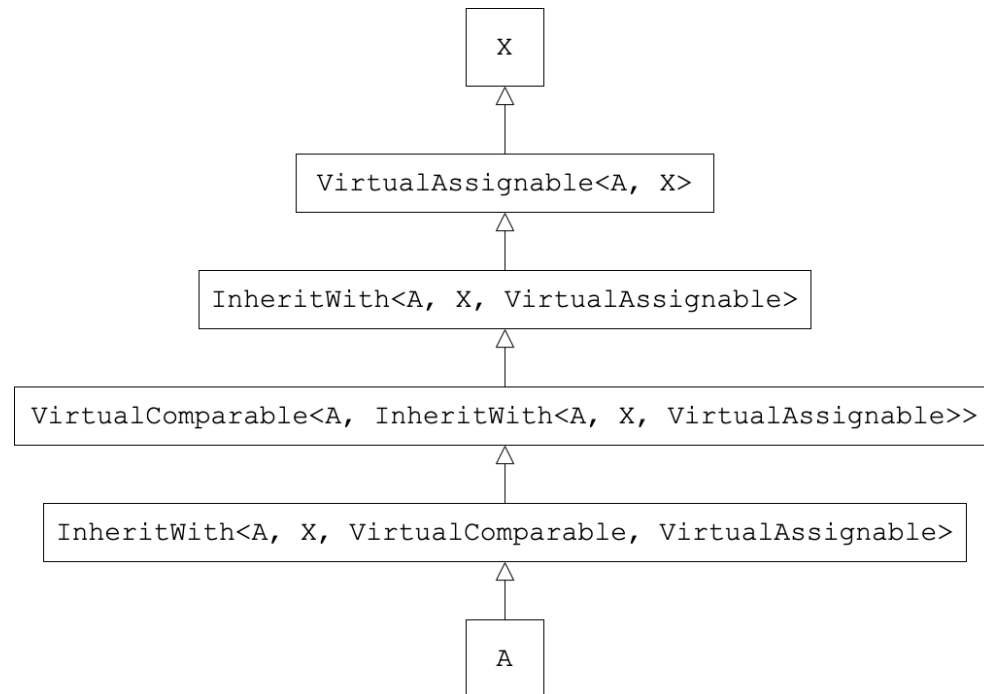 X
VirtualAssignable<A, X>
InheritWith<A, X, VirtualAssignable>
VirtualComparable<A, InheritWith<A, X, VirtualAssignable>>
InheritWith<A, X, VirtualComparable, VirtualAssignable>
A